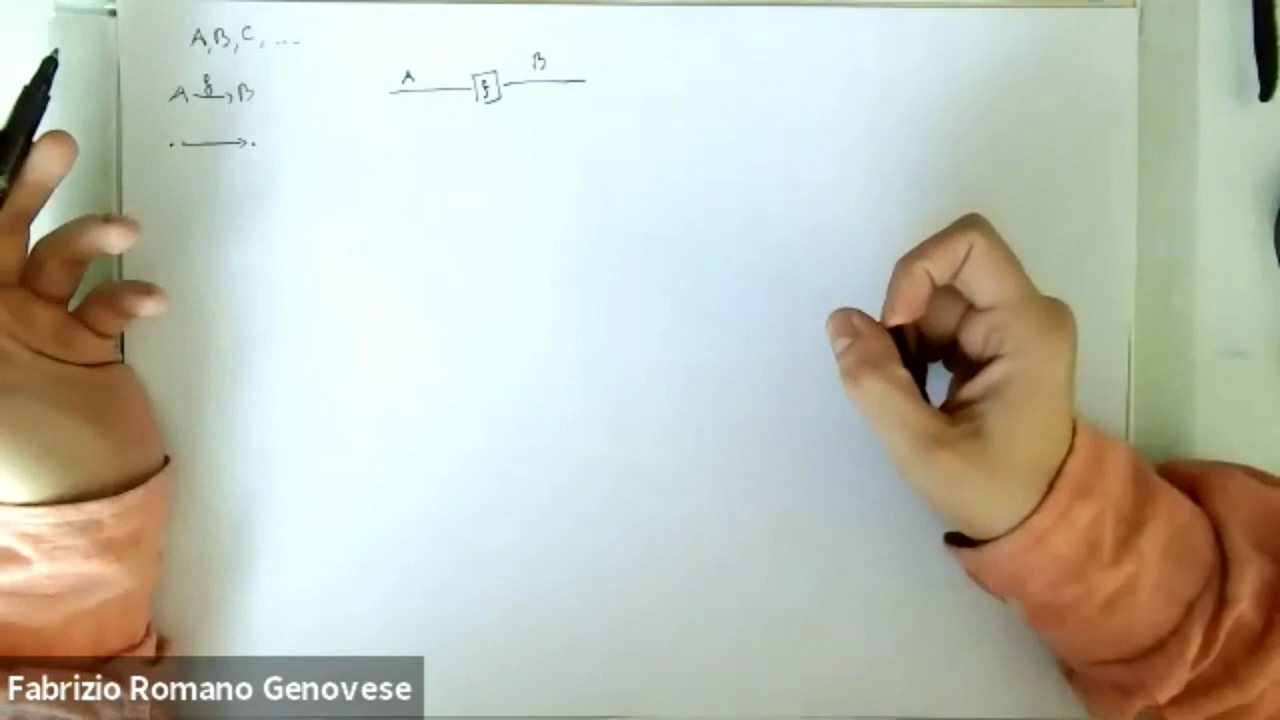 A, B, C, ...
A f→ B
. → .
A f B
Fabrizio Romano Genovese